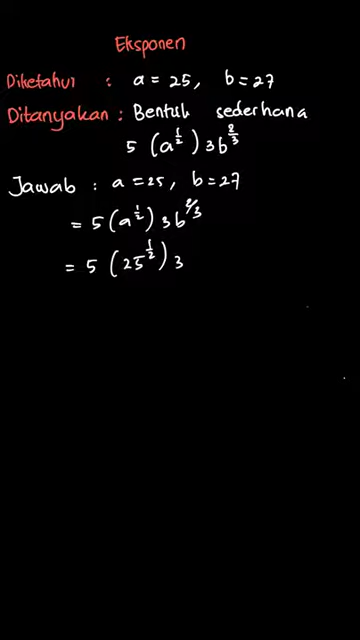 Eksponen
Diketahui : a = 25, b = 27
Ditanyakan : Bentuk sederhana
5 (a^{1/2}) 3b^{2/3}
Jawab : a = 25, b = 27
= 5 (a^{1/2}) 3b^{2/3}
= 5 (25^{1/2}) 3